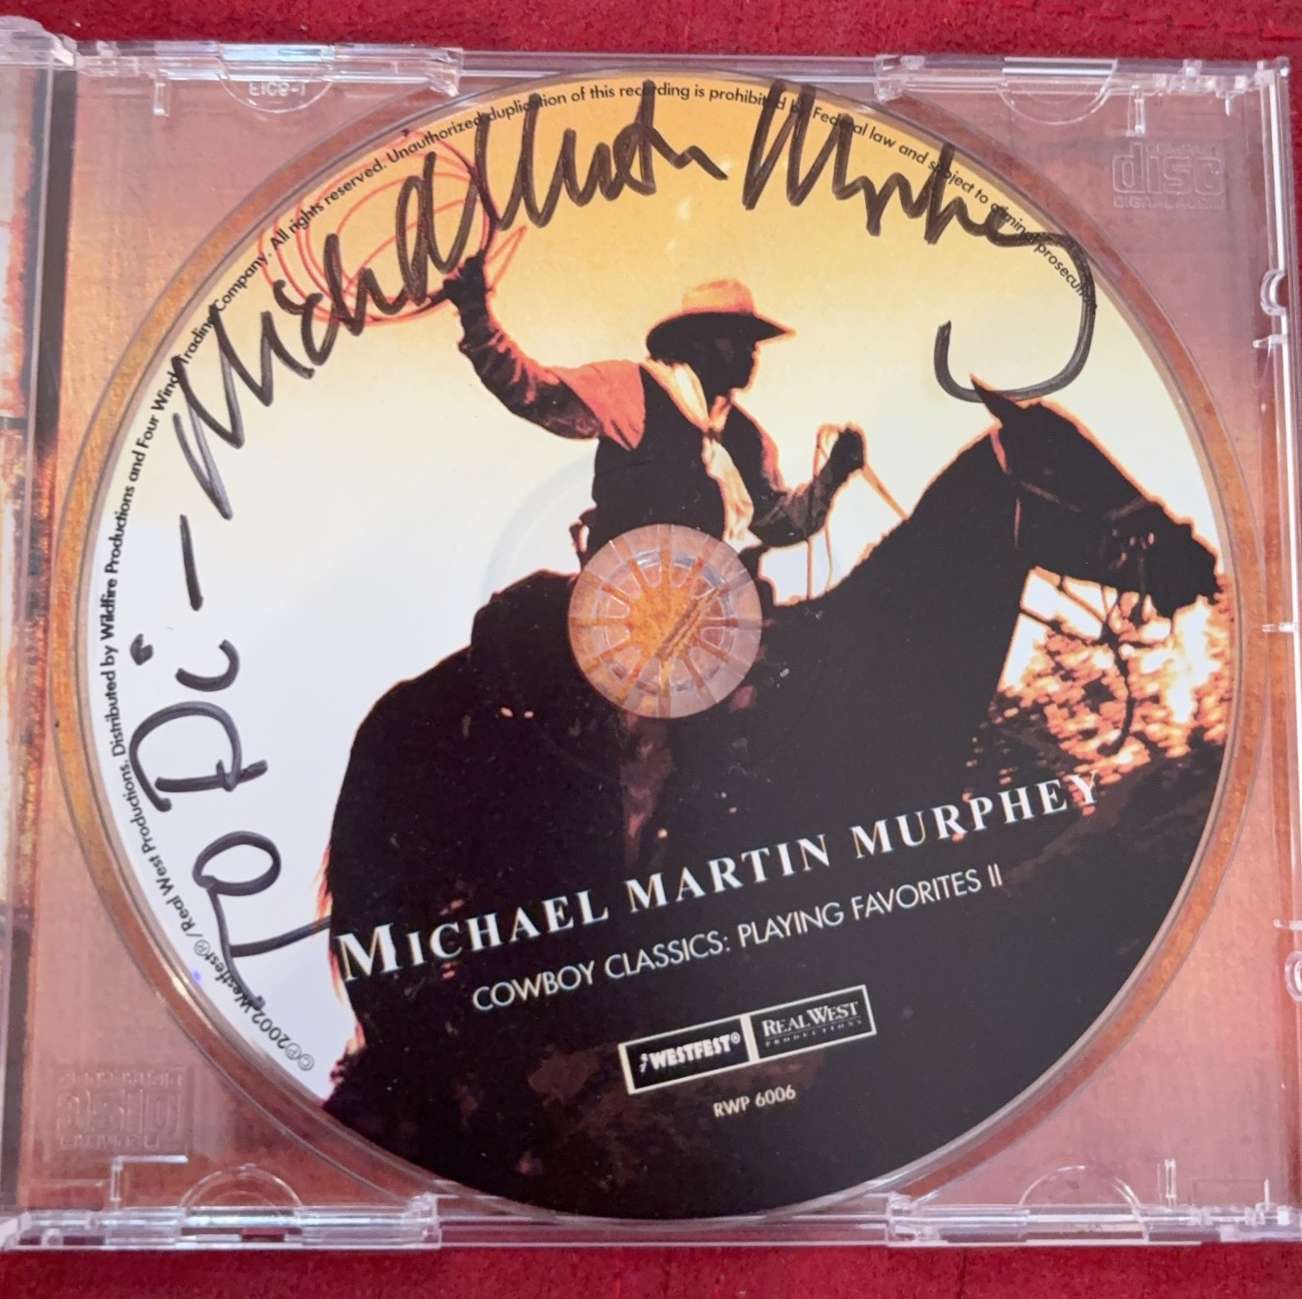 To Di - Michael Martin Murphey
℗©2002 Westfest®/Real West Productions. Distributed by Wildfire Productions and Four Winds Trading Company. All rights reserved. Unauthorized duplication of this recording is prohibited by Federal law and subject to criminal prosecution.
MICHAEL MARTIN MURPHEY
COWBOY CLASSICS: PLAYING FAVORITES II
WESTFEST®
REAL WEST
PRODUCTIONS
RWP 6006
COMPACT
disc
DIGITAL AUDIO